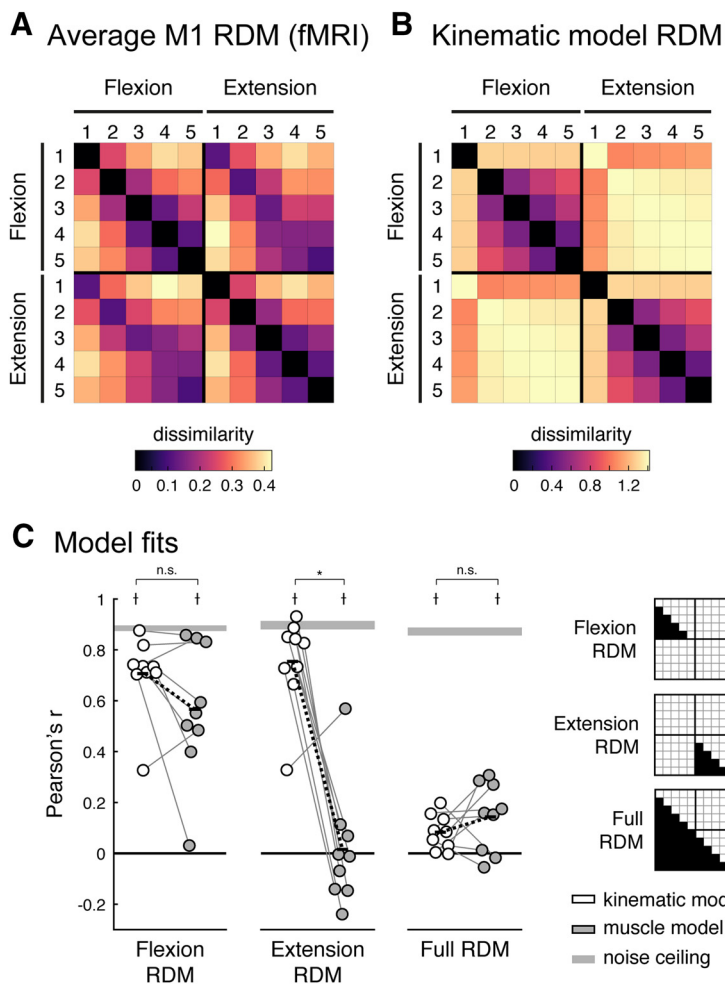 A Average M1 RDM (fMRI)
Flexion Extension
1 2 3 4 5 1 2 3 4 5
Flexion
1
2
3
4
5
Extension
1
2
3
4
5
dissimilarity
0 0.1 0.2 0.3 0.4
B Kinematic model RDM
Flexion Extension
1 2 3 4 5 1 2 3 4 5
Flexion
1
2
3
4
5
Extension
1
2
3
4
5
dissimilarity
0 0.4 0.8 1.2
C Model fits
n.s. * n.s.
† † † † † †
Pearson's r
1
0.8
0.6
0.4
0.2
0
-0.2
Flexion
RDM
Extension
RDM
Full RDM
Flexion
RDM
Extension
RDM
Full
RDM
kinematic mod
muscle model
noise ceiling